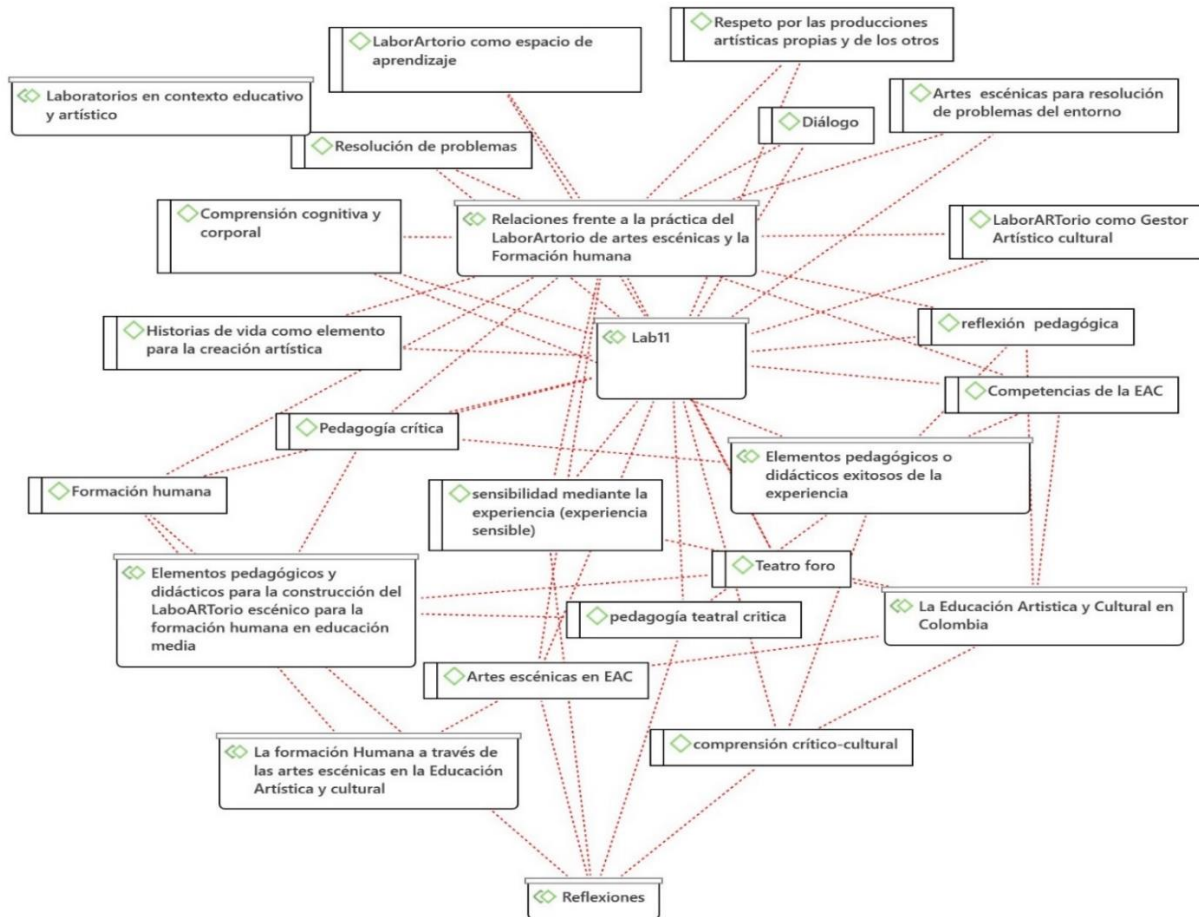 LaborArtorio como espacio de
aprendizaje
Respeto por las producciones
artísticas propias y de los otros
Laboratorios en contexto educativo
y artístico
Artes escénicas para resolución
de problemas del entorno
Diálogo
Resolución de problemas
Comprensión cognitiva y
corporal
Relaciones frente a la práctica del
LaborArtorio de artes escénicas y la
Formación humana
LaborARTorio como Gestor
Artístico cultural
Historias de vida como elemento
para la creación artística
Lab11
reflexión pedagógica
Competencias de la EAC
Pedagogía crítica
Elementos pedagógicos o
didácticos exitosos de la
experiencia
Formación humana
sensibilidad mediante la
experiencia (experiencia
sensible)
Elementos pedagógicos y
didácticos para la construcción del
LaboARTorio escénico para la
formación humana en educación
media
Teatro foro
pedagogía teatral critica
La Educación Artistica y Cultural en
Colombia
Artes escénicas en EAC
La formación Humana a través de
las artes escénicas en la Educación
Artística y cultural
comprensión crítico-cultural
Reflexiones